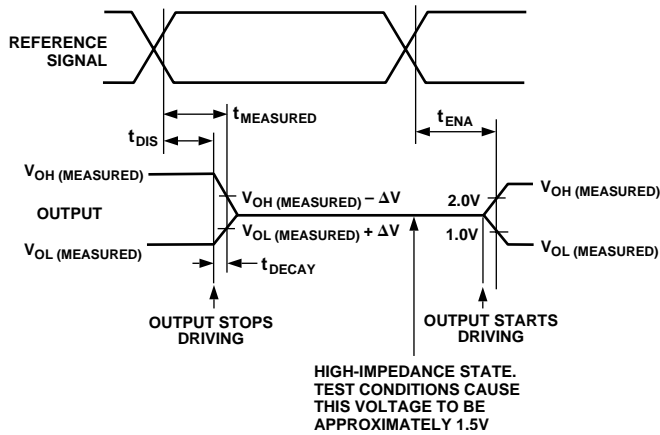 REFERENCE
SIGNAL
tMEASURED
tENA
tDIS
VOH (MEASURED)
VOH (MEASURED) – ΔV
2.0V
VOH (MEASURED)
OUTPUT
VOL (MEASURED) + ΔV
1.0V
VOL (MEASURED)
VOL (MEASURED)
tDECAY
OUTPUT STOPS
DRIVING
OUTPUT STARTS
DRIVING
HIGH-IMPEDANCE STATE.
TEST CONDITIONS CAUSE
THIS VOLTAGE TO BE
APPROXIMATELY 1.5V